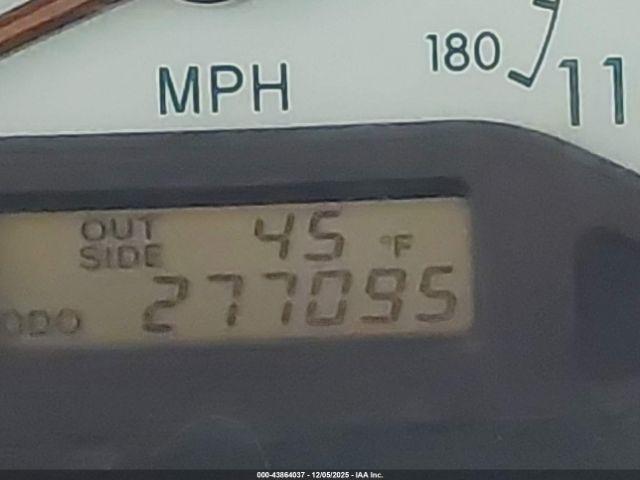 180
MPH
11
OUT SIDE 45 °F
ODO 277095
000-43864037 - 12/05/2025 - IAA Inc.